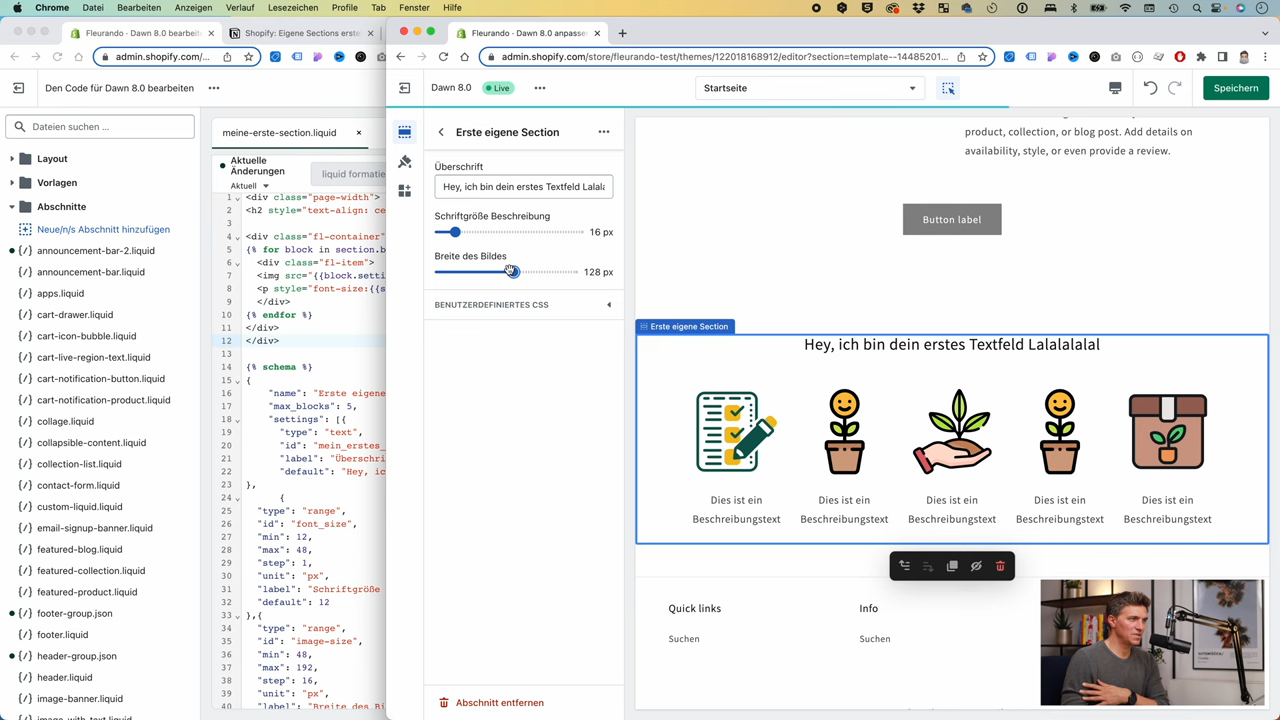 Chrome Datei Bearbeiten Anzeigen Verlauf Lesezeichen Profile Tab Fenster Hilfe
Fleurando · Dawn 8.0 bearbeite
Shopify: Eigene Sections erste
admin.shopify.com/...
Den Code für Dawn 8.0 bearbeiten
Dateien suchen ...
Layout
Vorlagen
Abschnitte
Neue/n/s Abschnitt hinzufügen
announcement-bar-2.liquid
announcement-bar.liquid
apps.liquid
cart-drawer.liquid
cart-icon-bubble.liquid
cart-live-region-text.liquid
cart-notification-button.liquid
cart-notification-product.liquid
collage.liquid
collapsible-content.liquid
collection-list.liquid
contact-form.liquid
custom-liquid.liquid
email-signup-banner.liquid
featured-blog.liquid
featured-collection.liquid
featured-product.liquid
footer-group.json
footer.liquid
header-group.json
header.liquid
image-banner.liquid
image-with-text.liquid
meine-erste-section.liquid
Aktuelle
Änderungen
Aktuell
liquid formatie
1 <div class="page-width">
2 <h2 style="text-align: ce
3
4 <div class="fl-container"
5 {% for block in section.b
6 <div class="fl-item">
7 <img src="{{block.setti
8 <p style="font-size:{{s
9 </div>
10 {% endfor %}
11 </div>
12 </div>
13
14 {% schema %}
15 {
16 "name": "Erste eigene
17 "max_blocks": 5,
18 "settings": [{
19 "type": "text",
20 "id": "mein_erstes_
21 "label": "Überschri
22 "default": "Hey, ic
23 },
24 {
25 "type": "range",
26 "id": "font_size",
27 "min": 12,
28 "max": 48,
29 "step": 1,
30 "unit": "px",
31 "label": "Schriftgröße
32 "default": 12
33 },{
34 "type": "range",
35 "id": "image-size",
36 "min": 48,
37 "max": 192,
38 "step": 16,
39 "unit": "px",
40 "label": "Breite des Bi
Fleurando · Dawn 8.0 anpasse
admin.shopify.com/store/fleurando-test/themes/122018168912/editor?section=template--14485201...
Dawn 8.0 Live
Startseite
Speichern
Erste eigene Section
Überschrift
Hey, ich bin dein erstes Textfeld Lalala
Schriftgröße Beschreibung
16 px
Breite des Bildes
128 px
BENUTZERDEFINIERTES CSS
Abschnitt entfernen
product, collection, or blog post. Add details on
availability, style, or even provide a review.
Button label
Erste eigene Section
Hey, ich bin dein erstes Textfeld Lalalalalal
Dies ist ein Dies ist ein Dies ist ein Dies ist ein Dies ist ein
Beschreibungstext Beschreibungstext Beschreibungstext Beschreibungstext Beschreibungstext
Quick links
Suchen
Info
Suchen